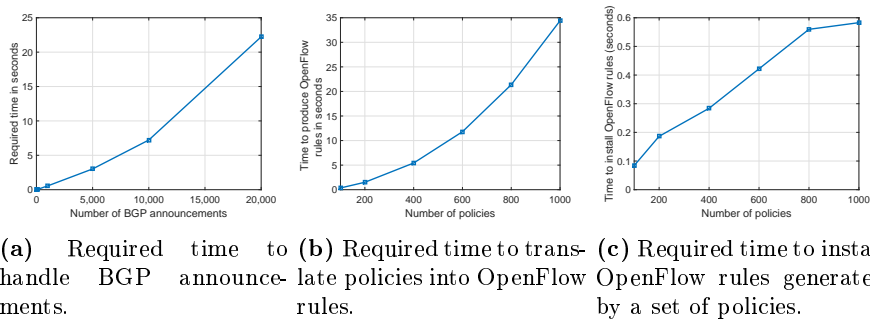 25
20
15
10
5
0
Required time in seconds
0
5,000
10,000
15,000
20,000
Number of BGP announcements
35
30
25
20
15
10
5
0
Time to produce OpenFlow
rules in seconds
200
400
600
800
1000
Number of policies
0.6
0.5
0.4
0.3
0.2
0.1
0
Time to install OpenFlow rules (seconds)
200
400
600
800
1000
Number of policies
(a) Required time to
handle BGP announce-
ments.
(b) Required time to trans-
late policies into OpenFlow
rules.
(c) Required time to insta
OpenFlow rules generate
by a set of policies.